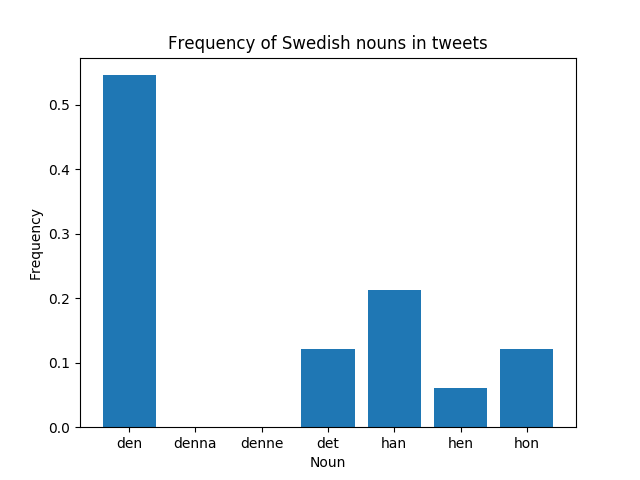 Frequency of Swedish nouns in tweets
Frequency
0.5
0.4
0.3
0.2
0.1
0.0
den denna denne det han hen hon
Noun